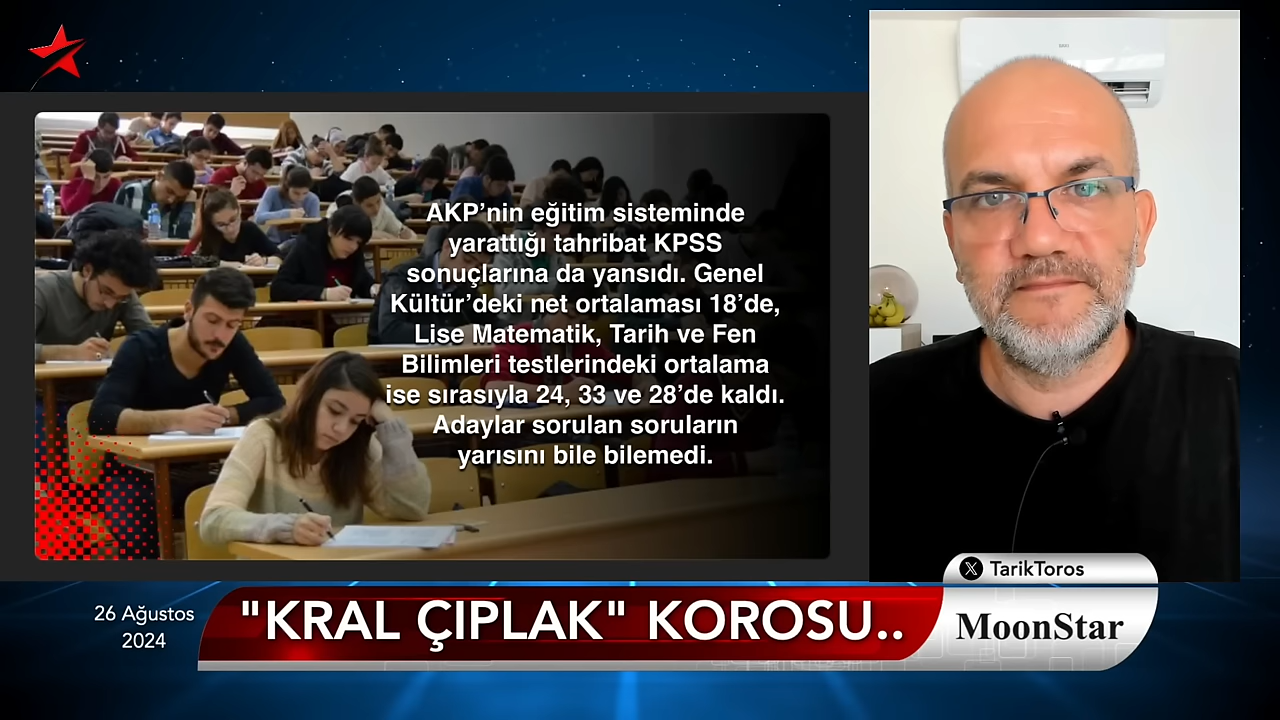 AKP’nin eğitim sisteminde
yarattığı tahribat KPSS
sonuçlarına da yansıdı. Genel
Kültür’deki net ortalaması 18’de,
Lise Matematik, Tarih ve Fen
Bilimleri testlerindeki ortalama
ise sırasıyla 24, 33 ve 28’de kaldı.
Adaylar sorulan soruların
yarısını bile bilemedi.
X TarikToros
26 Ağustos
2024
"KRAL ÇIPLAK" KOROSU..
MoonStar